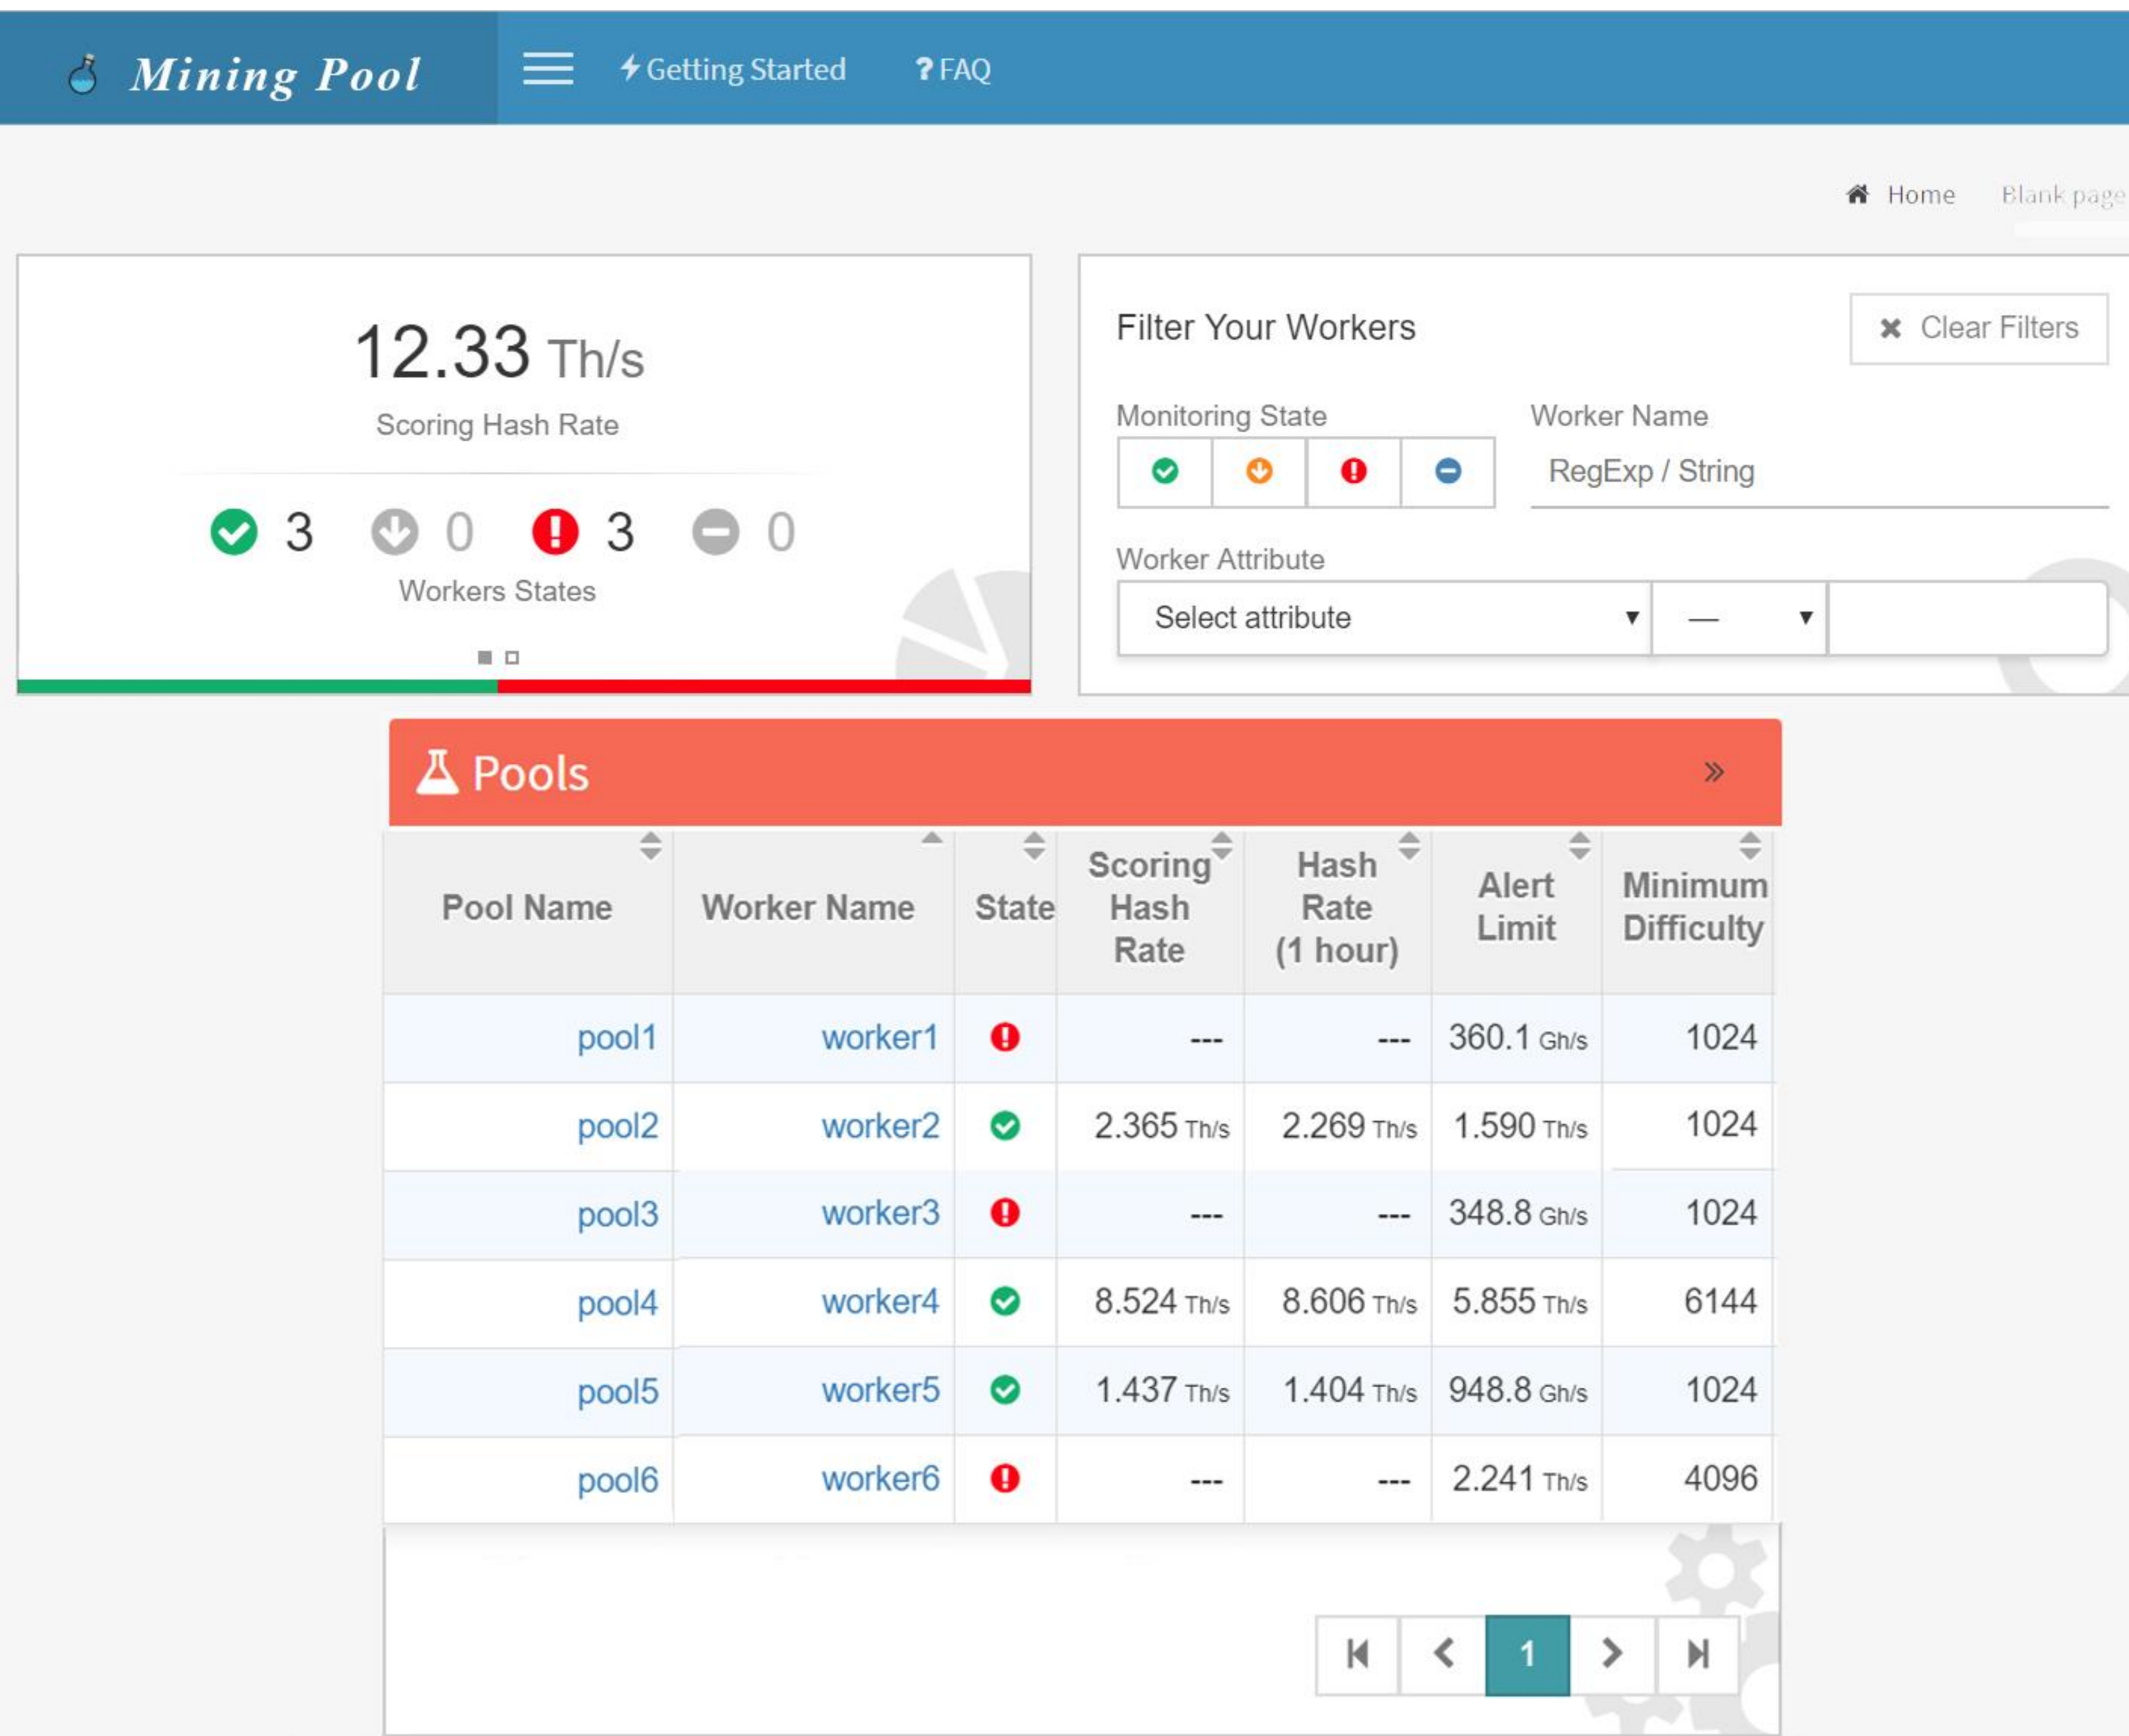 Mining Pool
Getting Started
? FAQ
Home
Blank page
12.33 Th/s
Scoring Hash Rate
3 0 3 0
Workers States
Filter Your Workers
Clear Filters
Monitoring State
Worker Name
RegExp / String
Worker Attribute
Select attribute
—
Pools
Pool Name Worker Name State Scoring Hash Rate Hash Rate (1 hour) Alert Limit Minimum Difficulty
pool1 worker1 --- --- 360.1 Gh/s 1024
pool2 worker2 2.365 Th/s 2.269 Th/s 1.590 Th/s 1024
pool3 worker3 --- --- 348.8 Gh/s 1024
pool4 worker4 8.524 Th/s 8.606 Th/s 5.855 Th/s 6144
pool5 worker5 1.437 Th/s 1.404 Th/s 948.8 Gh/s 1024
pool6 worker6 --- --- 2.241 Th/s 4096
1